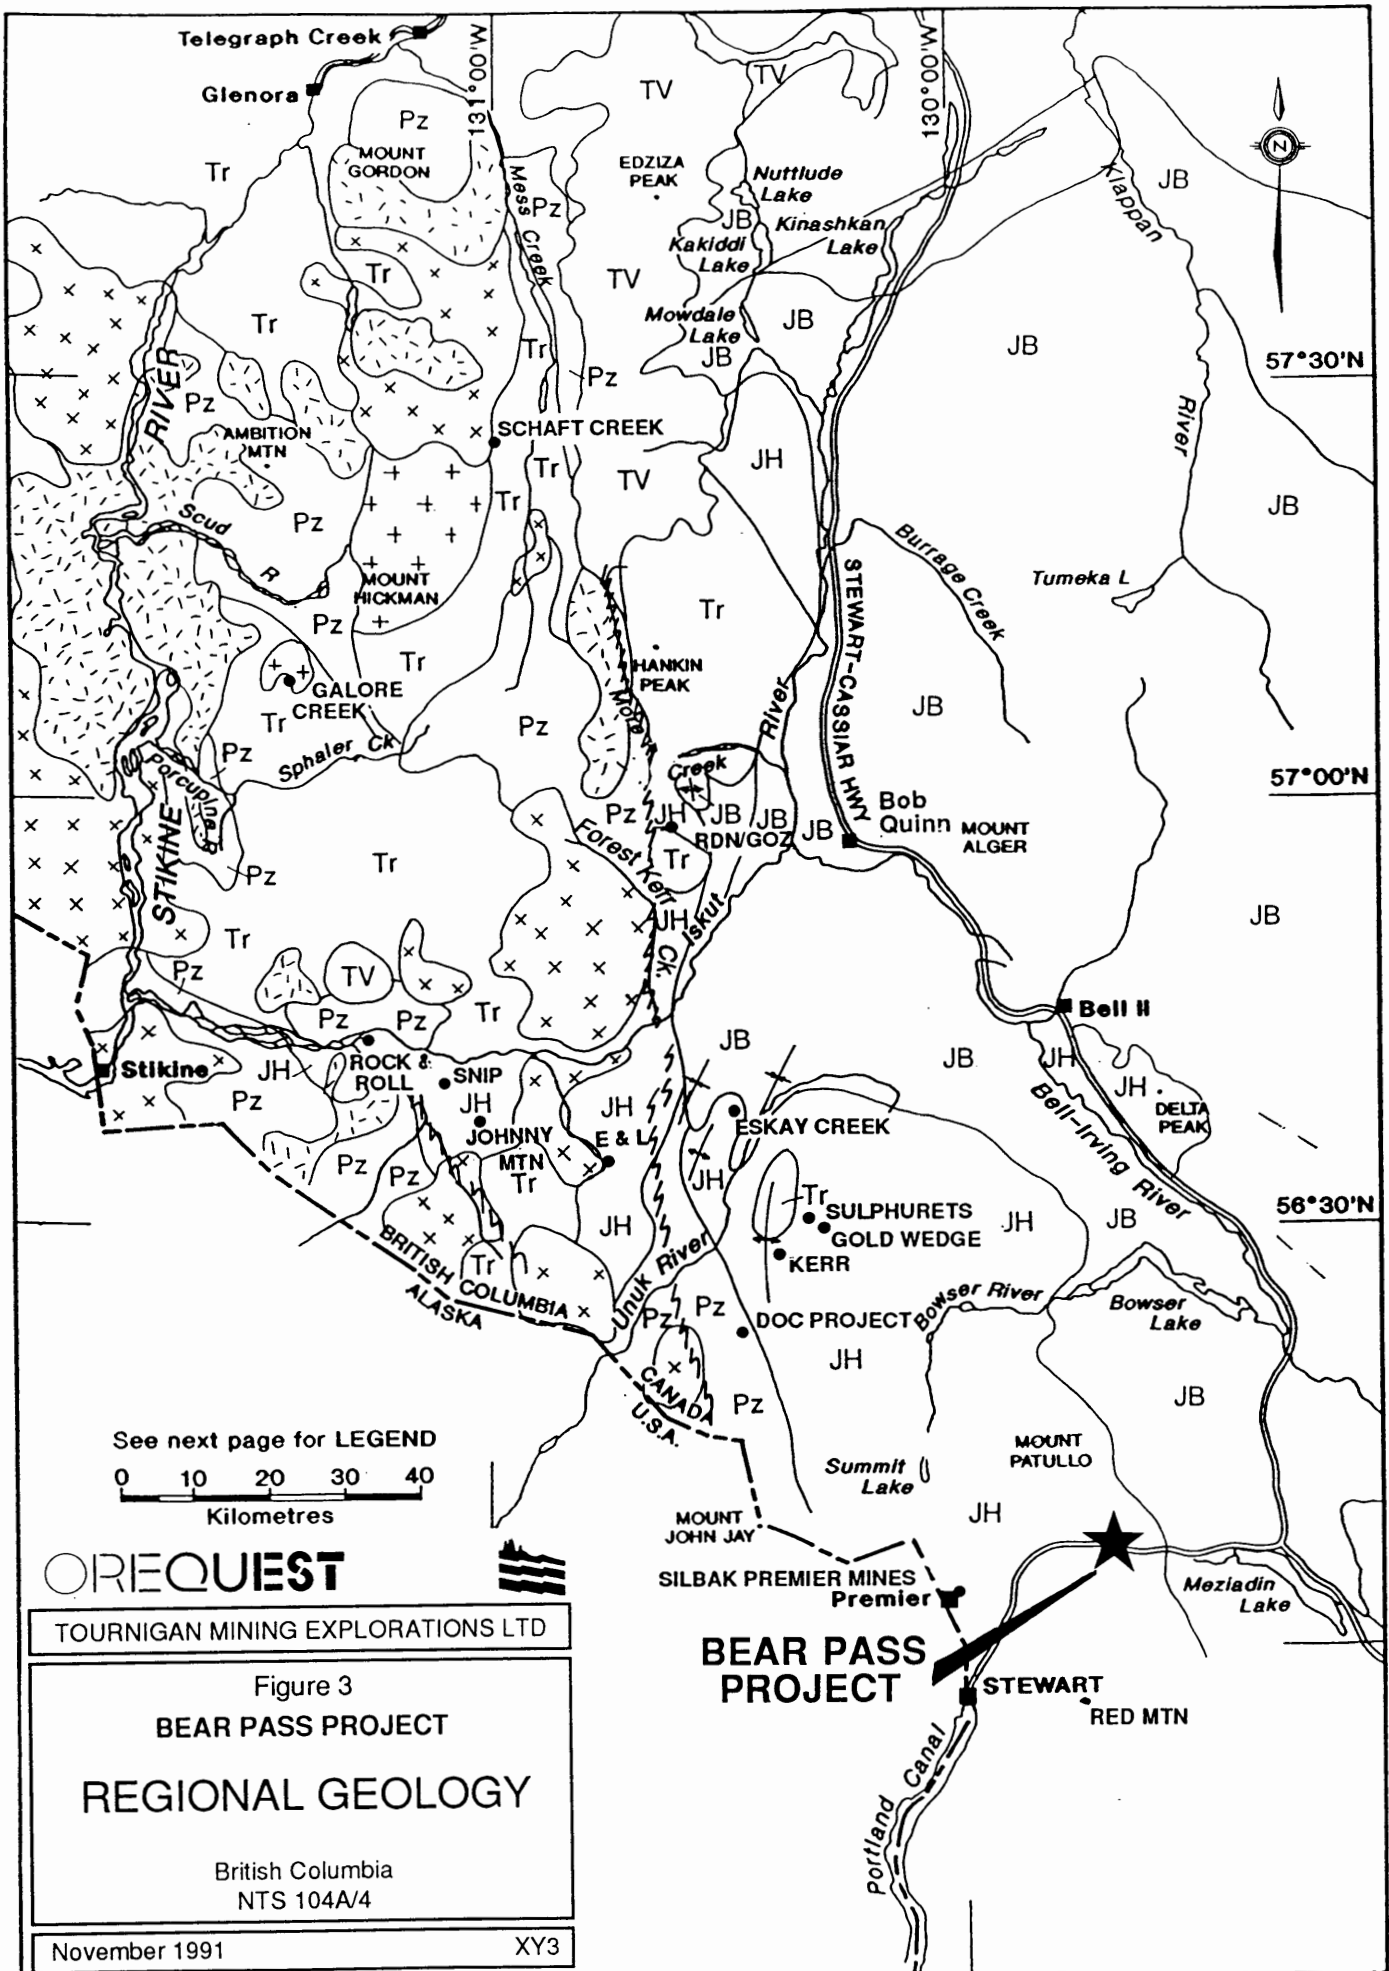 Telegraph Creek
Glenora
131°00'W
130°00'W
Pz
TV
TV
MOUNT
GORDON
Tr
EDZIZA
PEAK
Mess Creek
Pz
Nuttlude
Lake
JB
Kinashkan
Lake
Kakiddi
Lake
Klappan
River
JB
N
Tr
TV
Mowdale
Lake
JB
JB
JB
57°30'N
Tr
Tr
Pz
Pz
STIKINE RIVER
AMBITION
MTN
SCHAFT CREEK
Tr
TV
JH
Tr
Pz
JB
Scud
R
MOUNT
HICKMAN
STEWART-CASSIAR HWY
Burrage Creek
Tumeka L
Pz
Tr
Tr
HANKIN
PEAK
GALORE
CREEK
Tr
Pz
More
Creek
River
JB
Sphaler Ck
Pz
Porcupine R
57°00'N
Pz
JH
JB
JB
JB
RDN/GOZ
Bob
Quinn
MOUNT
ALGER
Forest Kerr
CK.
Tr
Tr
Pz
JH
Iskut
JB
Tr
Pz
TV
Pz
Pz
Tr
Bell II
JB
JB
JH
JH
DELTA
PEAK
Bell-Irving River
Stikine
JH
ROCK &
ROLL
SNIP
JH
JOHNNY
MTN
Tr
JH
E & L
ESKAY CREEK
Pz
Pz
Pz
JH
Tr
SULPHURETS
GOLD WEDGE
KERR
JH
JB
56°30'N
JH
BRITISH COLUMBIA
ALASKA
Tr
Unuk River
Pz
Pz
DOC PROJECT
Bowser River
Bowser
Lake
JH
CANADA
U.S.A.
Pz
JB
See next page for LEGEND
0 10 20 30 40
Kilometres
Summit
Lake
MOUNT
PATULLO
MOUNT
JOHN JAY
JH
SILBAK PREMIER MINES
Premier
Meziadin
Lake
BEAR PASS
PROJECT
STEWART
RED MTN
Portland Canal
OREQUEST
TOURNIGAN MINING EXPLORATIONS LTD
Figure 3
BEAR PASS PROJECT
REGIONAL GEOLOGY
British Columbia
NTS 104A/4
November 1991
XY3